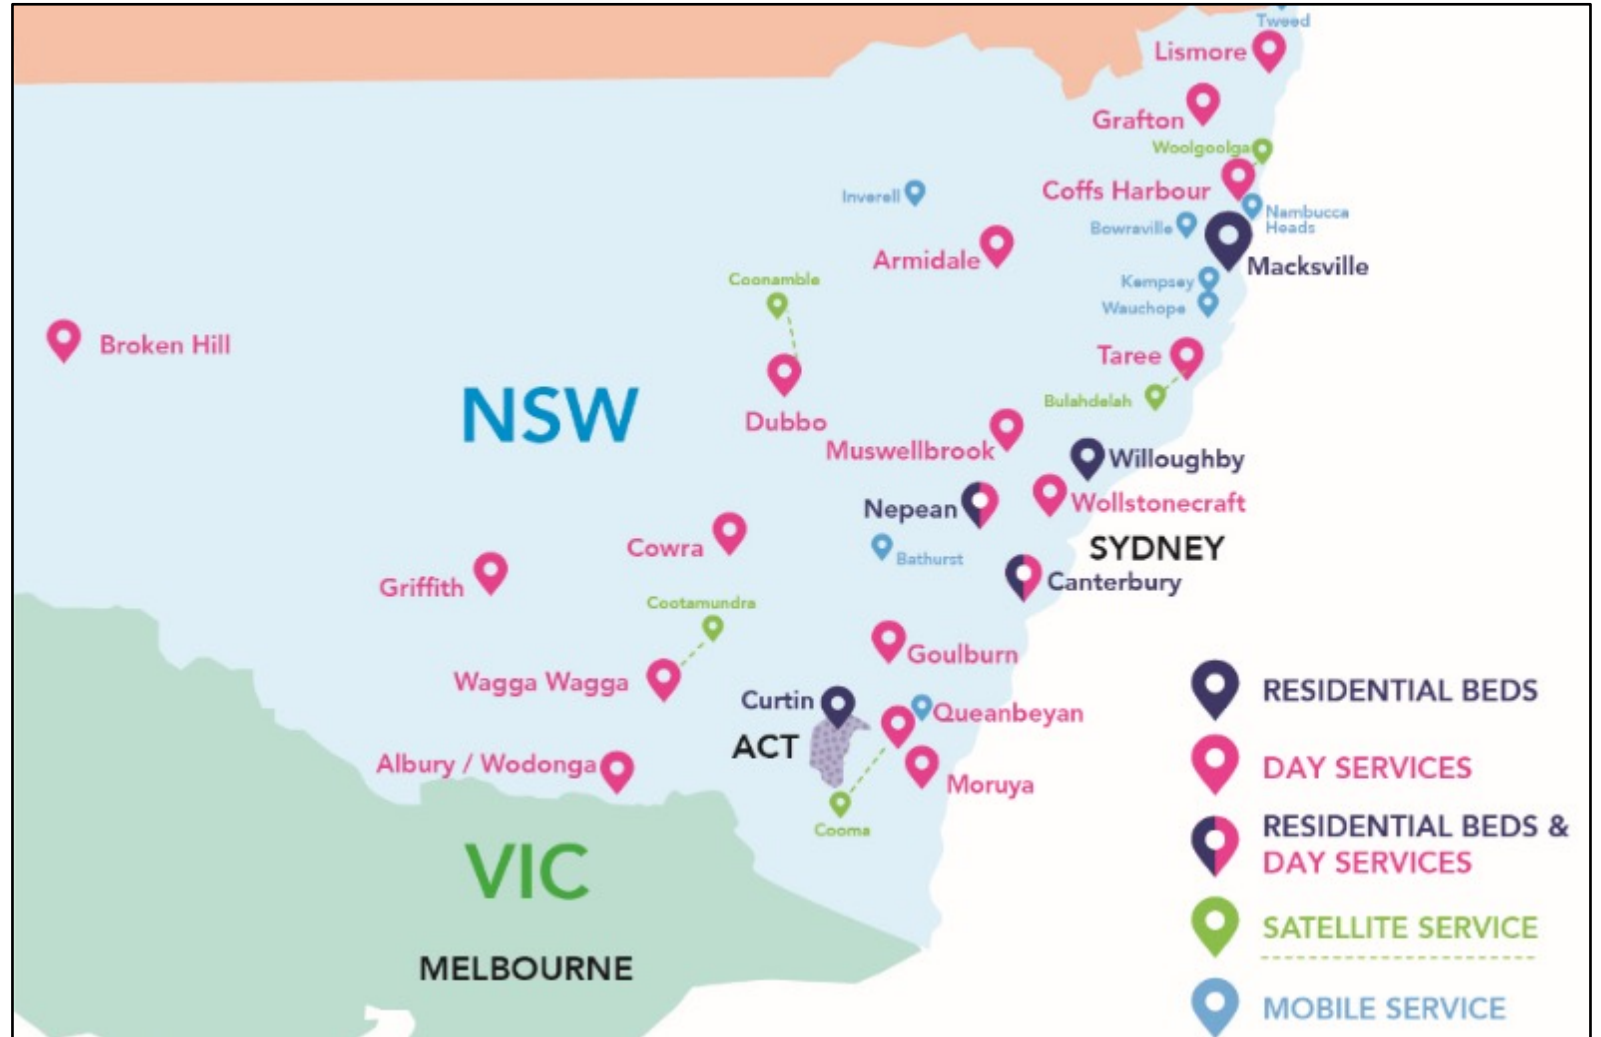 Tweed
Lismore
Grafton
Woolgoolga
Coffs Harbour
Inverell
Nambucca
Heads
Bowraville
Armidale
Macksville
Coonamble
Kempsey
Wauchope
Broken Hill
Taree
Bulahdelah
NSW
Dubbo
Muswellbrook
Willoughby
Nepean
Wollstonecraft
Cowra
SYDNEY
Bathurst
Canterbury
Griffith
Cootamundra
Goulburn
Wagga Wagga
Curtin
Queanbeyan
ACT
Albury / Wodonga
Moruya
Cooma
VIC
MELBOURNE
RESIDENTIAL BEDS
DAY SERVICES
RESIDENTIAL BEDS &
DAY SERVICES
SATELLITE SERVICE
MOBILE SERVICE